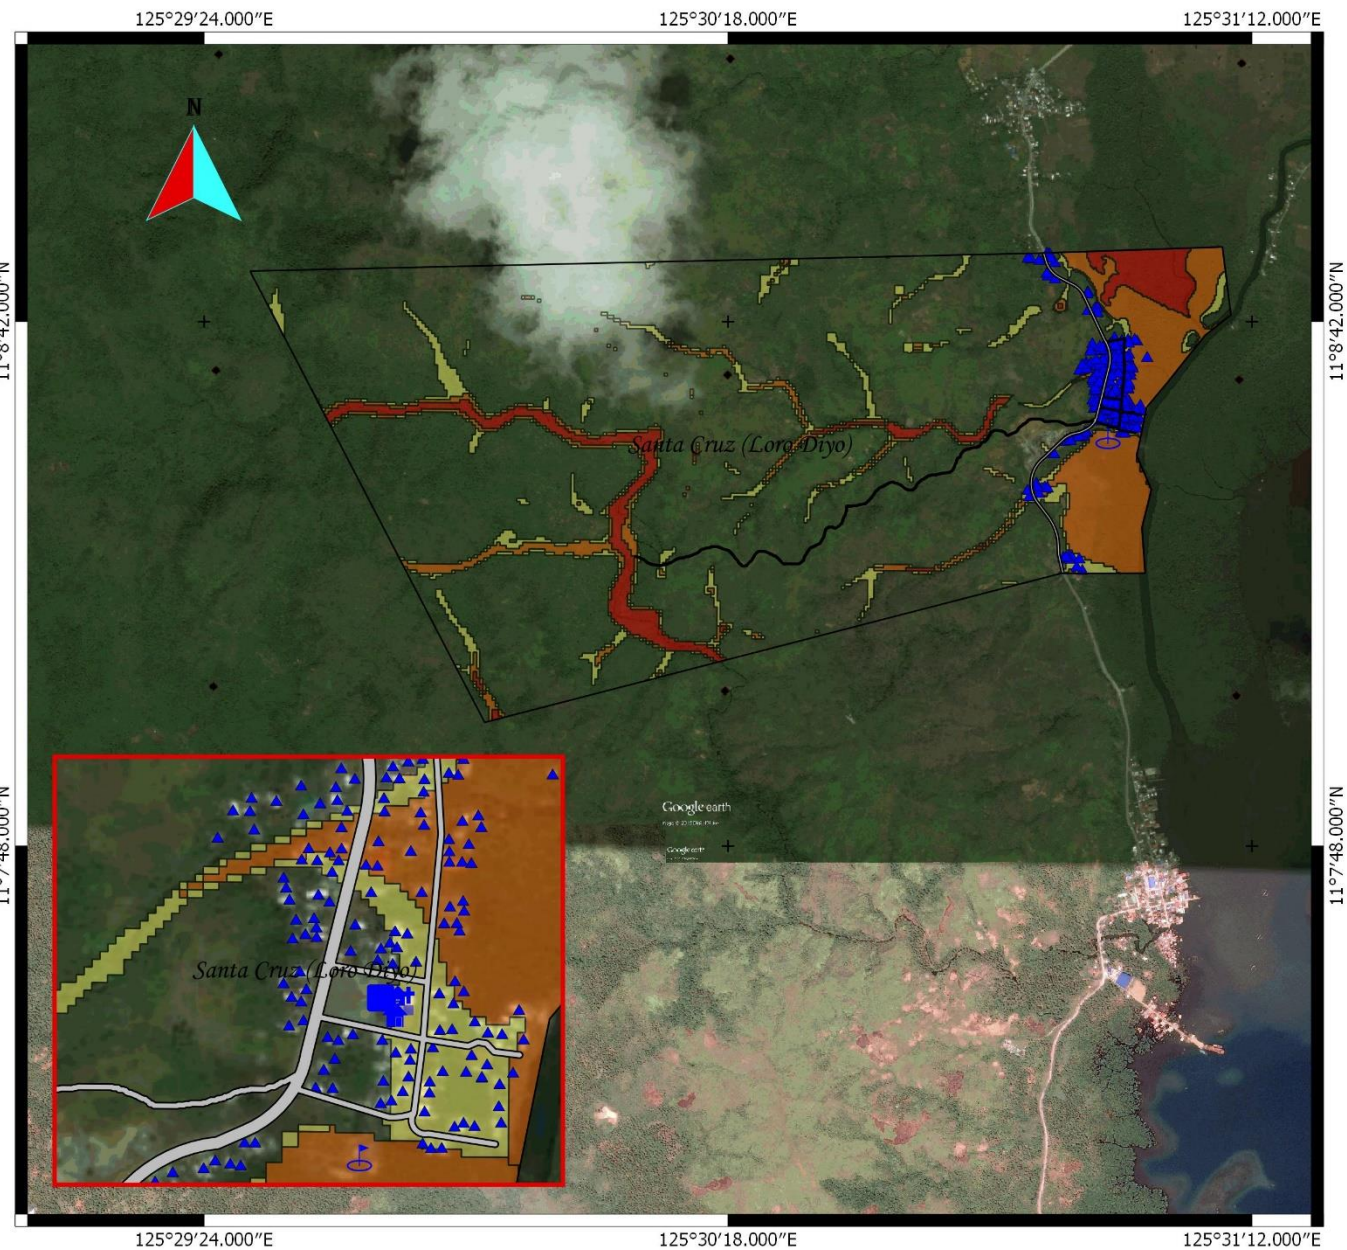 125°29′24.000″E 125°30′18.000″E 125°31′12.000″E
N
11°8′42.000″N 11°8′42.000″N
Santa Cruz (Loro Diyo)
11°7′48.000″N 11°7′48.000″N
Google earth
Google earth
Santa Cruz (Loro Diyo)
125°29′24.000″E 125°30′18.000″E 125°31′12.000″E